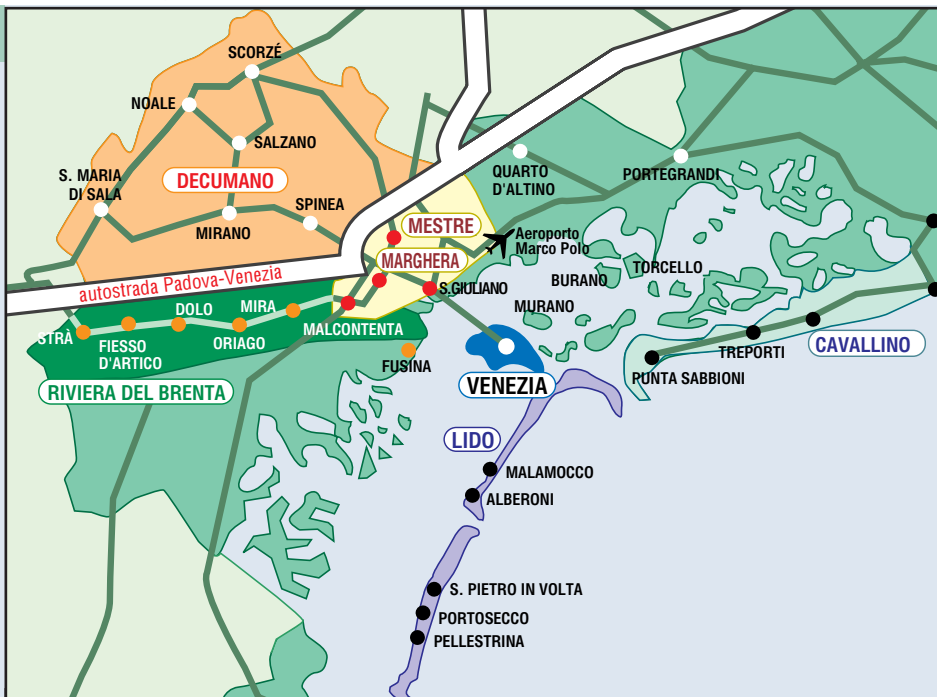 SCORZÉ
NOALE
SALZANO
S. MARIA
DI SALA
DECUMANO
SPINEA
MIRANO
QUARTO
D'ALTINO
PORTEGRANDI
MESTRE
Aeroporto
Marco Polo
MARGHERA
TORCELLO
BURANO
autostrada Padova-Venezia
S.GIULIANO
MURANO
DOLO
MIRA
MALCONTENTA
STRÀ
FIESSO
D'ARTICO
ORIAGO
FUSINA
TREPORTI
CAVALLINO
PUNTA SABBIONI
RIVIERA DEL BRENTA
VENEZIA
LIDO
MALAMOCCO
ALBERONI
S. PIETRO IN VOLTA
PORTOSECCO
PELLESTRINA